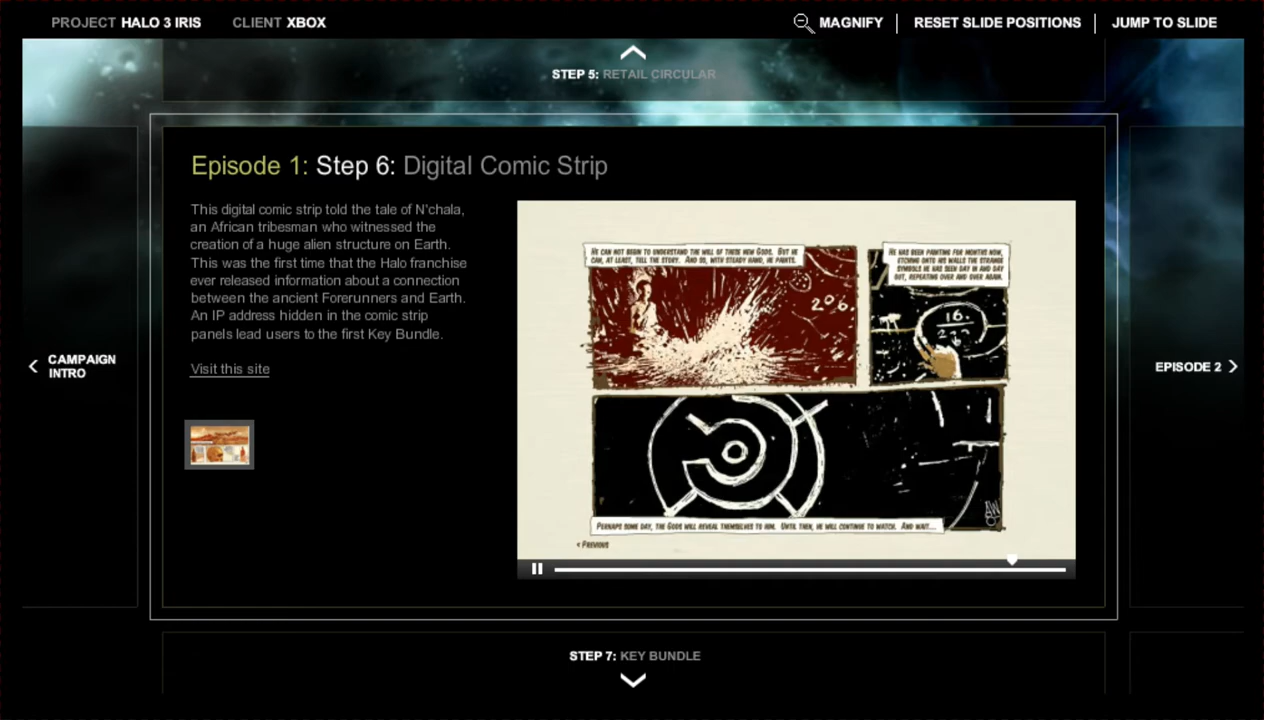 PROJECT HALO 3 IRIS CLIENT XBOX MAGNIFY RESET SLIDE POSITIONS JUMP TO SLIDE
STEP 5: RETAIL CIRCULAR
Episode 1: Step 6: Digital Comic Strip
This digital comic strip told the tale of N'chala,
an African tribesman who witnessed the
creation of a huge alien structure on Earth.
This was the first time that the Halo franchise
ever released information about a connection
between the ancient Forerunners and Earth.
An IP address hidden in the comic strip
panels lead users to the first Key Bundle.
Visit this site
CAMPAIGN
INTRO
HE CAN NOT BEGIN TO UNDERSTAND THE WILL OF THESE NEW GODS. BUT HE
CAN, AT LEAST, TELL THE STORY. AND SO, WITH STEADY HAND, HE PAINTS.
HE HAS BEEN PAINTING FOR MONTHS NOW,
ETCHING ONTO HIS WALLS THE STRANGE
SYMBOLS HE HAS SEEN DAY IN AND DAY
OUT, REPEATING OVER AND OVER AGAIN.
16.
PERHAPS SOME DAY, THE GODS WILL REVEAL THEMSELVES TO HIM. UNTIL THEN, HE WILL CONTINUE TO WATCH. AND WAIT...
< PREVIOUS
EPISODE 2
STEP 7: KEY BUNDLE